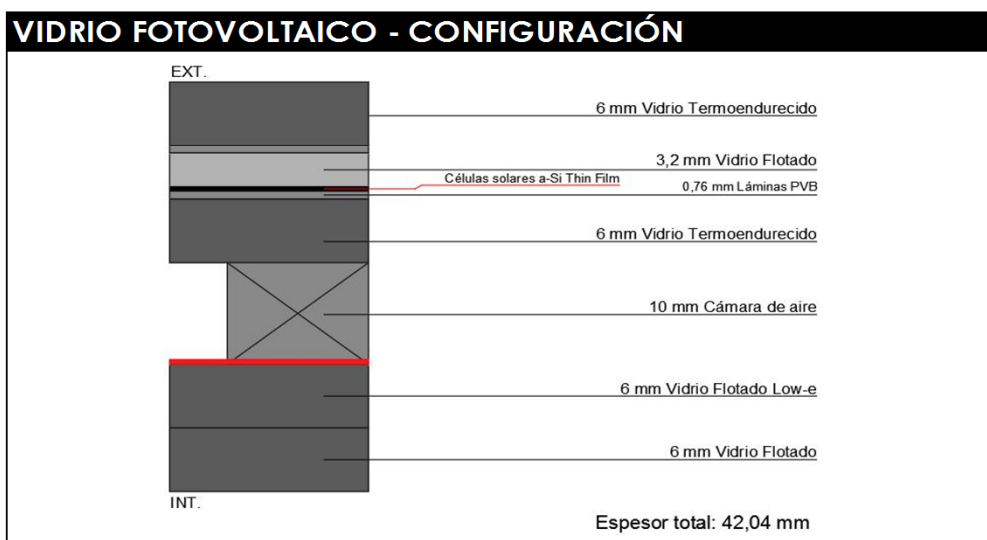 VIDRIO FOTOVOLTAICO - CONFIGURACIÓN
EXT.
6 mm Vidrio Termoendurecido
3,2 mm Vidrio Flotado
Células solares a-Si Thin Film
0,76 mm Láminas PVB
6 mm Vidrio Termoendurecido
10 mm Cámara de aire
6 mm Vidrio Flotado Low-e
6 mm Vidrio Flotado
INT.
Espesor total: 42,04 mm